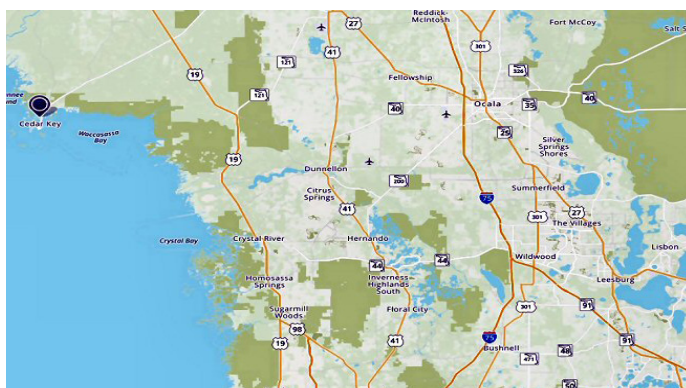 Reddick-
McIntosh
Fort McCoy
27
41
301
Salt S
19
121
Fellowship
326
121
40
Ocala
35
40
Cedar Key
Waccasassa
Bay
25
Silver
Springs
Shores
19
Dunnellon
200
Citrus
Springs
Summerfield
75
41
301
27
The Villages
Crystal Bay
Crystal River
Hernando
Lisbon
44
44
Wildwood
Homosassa
Springs
Inverness
Highlands
South
Leesburg
Sugarmill
Woods
Floral City
301
91
98
19
41
75
Bushnell
91
471
48
50